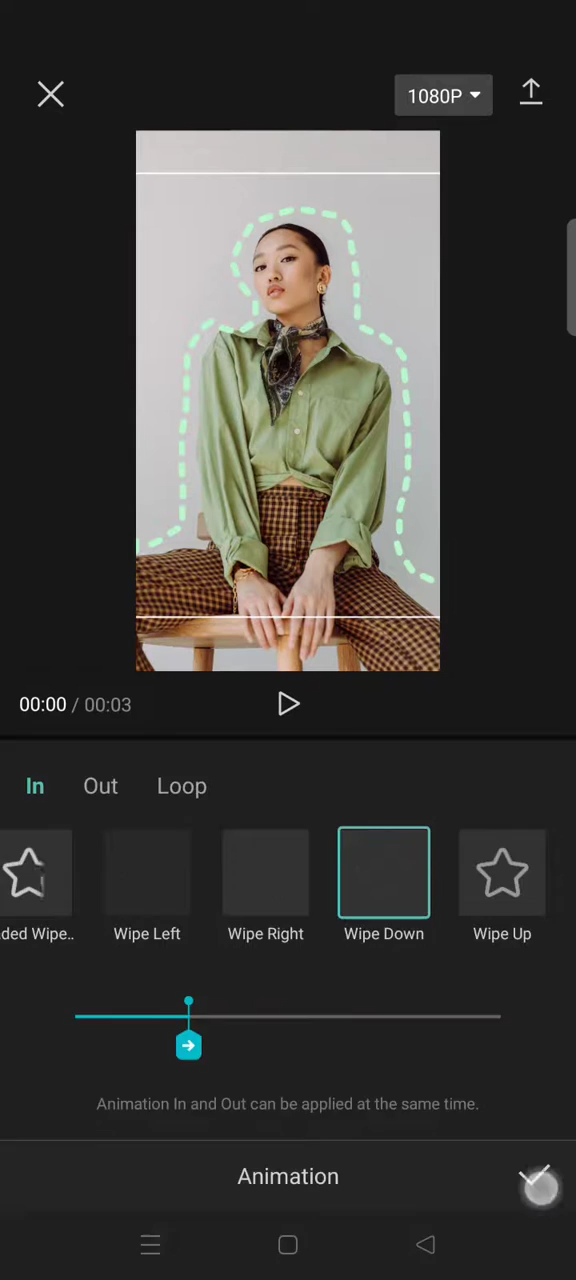 1080P
00:00 / 00:03
In Out Loop
ded Wipe.. Wipe Left Wipe Right Wipe Down Wipe Up
Animation In and Out can be applied at the same time.
Animation